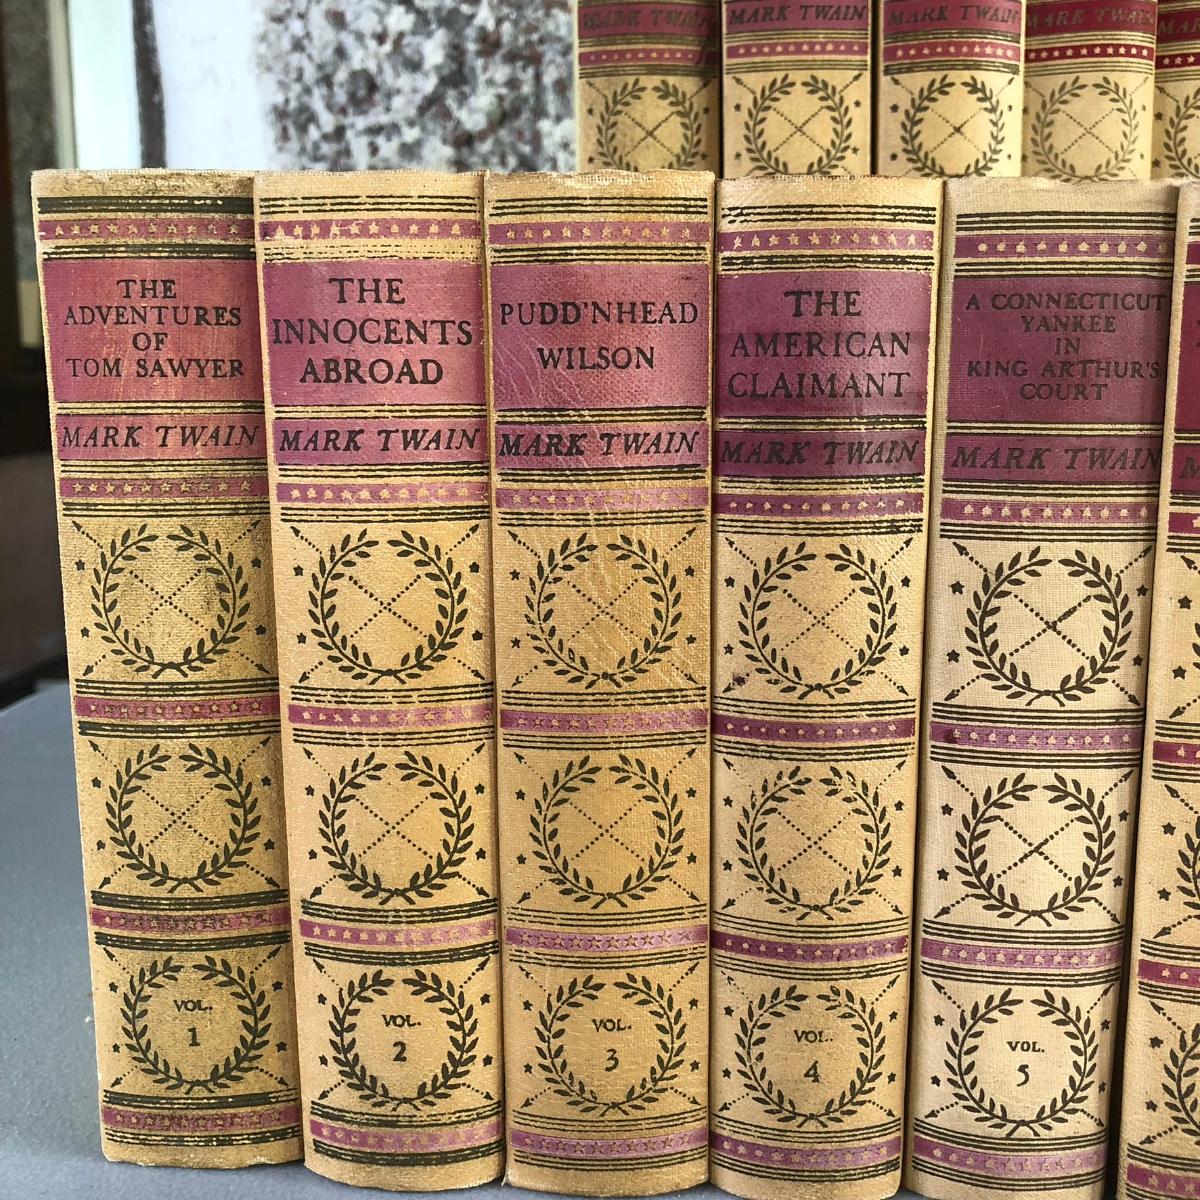 MARK TWAIN
MARK TWAIN
MARK TWAIN
MARK TWAIN
THE
ADVENTURES
OF
TOM SAWYER
MARK TWAIN
VOL.
1
THE
INNOCENTS
ABROAD
MARK TWAIN
VOL.
2
PUDD'NHEAD
WILSON
MARK TWAIN
VOL.
3
THE
AMERICAN
CLAIMANT
MARK TWAIN
VOL.
4
A CONNECTICUT
YANKEE
IN
KING ARTHUR'S
COURT
MARK TWAIN
VOL.
5